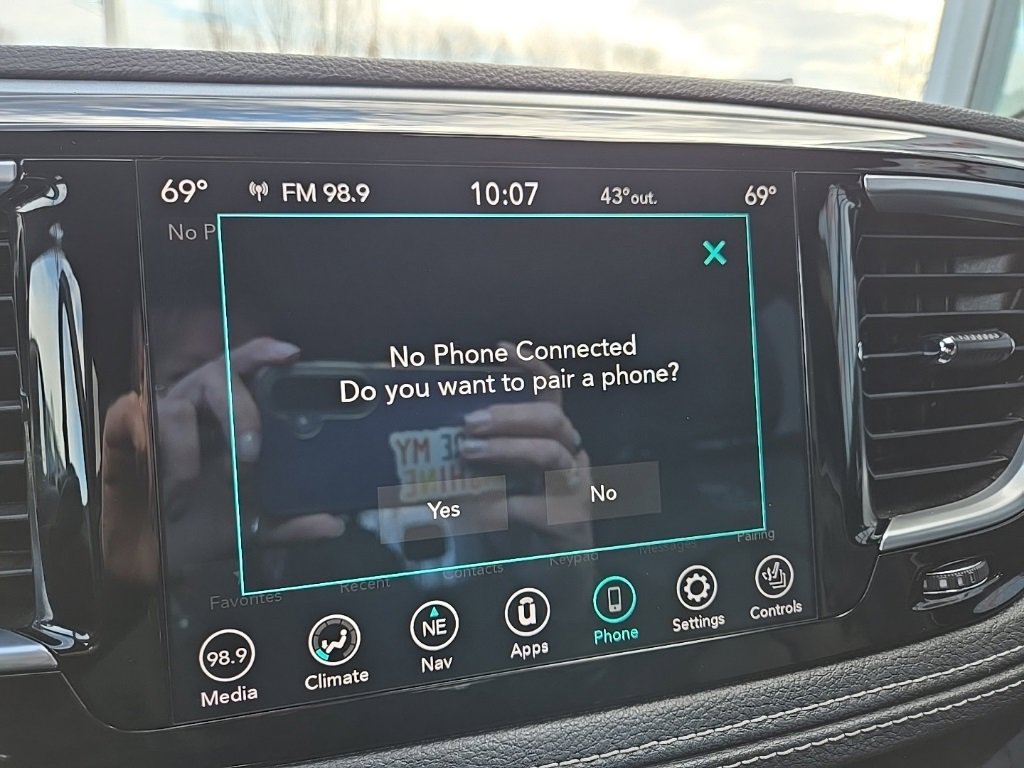 69° FM 98.9 10:07 43°out. 69°
No P
No Phone Connected
Do you want to pair a phone?
Yes No
Favorites Recent Contacts Keypad Messages Pairing
98.9 NE
Media Climate Nav Apps Phone Settings Controls